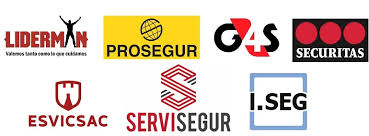 LIDERMAN
Valemos tanto como lo que cuidamos
PROSEGUR
G4S
SECURITAS
ESVICSAC
SERVISEGUR
I.SEG